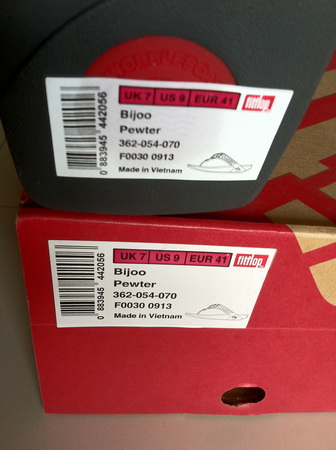 UK 7 US 9 EUR 41 fitflop
Bijoo
Pewter
362-054-070
F0030 0913
Made in Vietnam
0 883945 442056
UK 7 US 9 EUR 41 fitflop
Bijoo
Pewter
362-054-070
F0030 0913
Made in Vietnam
0 883945 442056